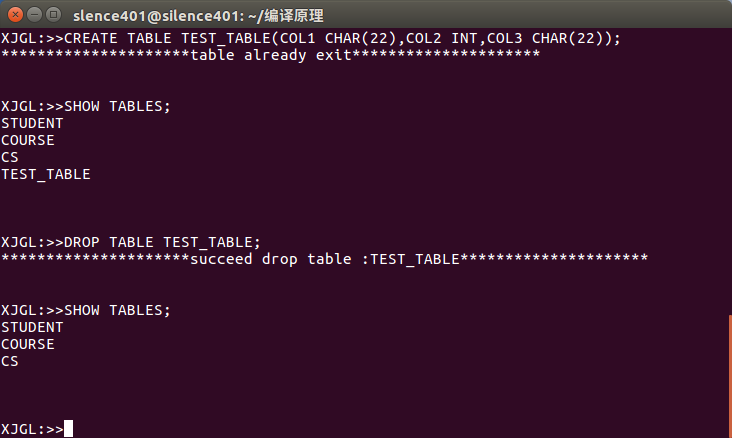 slence401@silence401: ~/编译原理
XJGL:>>CREATE TABLE TEST_TABLE(COL1 CHAR(22),COL2 INT,COL3 CHAR(22));
*********************table already exit*********************
XJGL:>>SHOW TABLES;
STUDENT
COURSE
CS
TEST_TABLE
XJGL:>>DROP TABLE TEST_TABLE;
*********************succeed drop table :TEST_TABLE*********************
XJGL:>>SHOW TABLES;
STUDENT
COURSE
CS
XJGL:>>